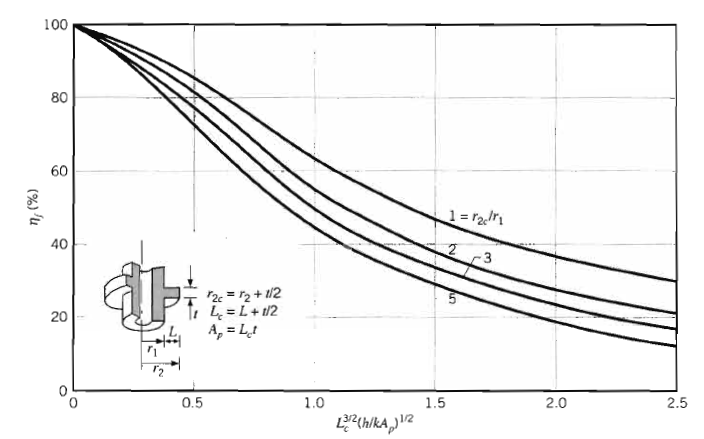 100
80
60
40
20
0
η_f (%)
1 = r_2c/r_1
2
3
5
r_2c = r_2 + t/2
L_c = L + t/2
A_p = L_c t
t
L
r_1
r_2
0
0.5
1.0
1.5
2.0
2.5
L_c^3/2 (h/kA_p)^1/2